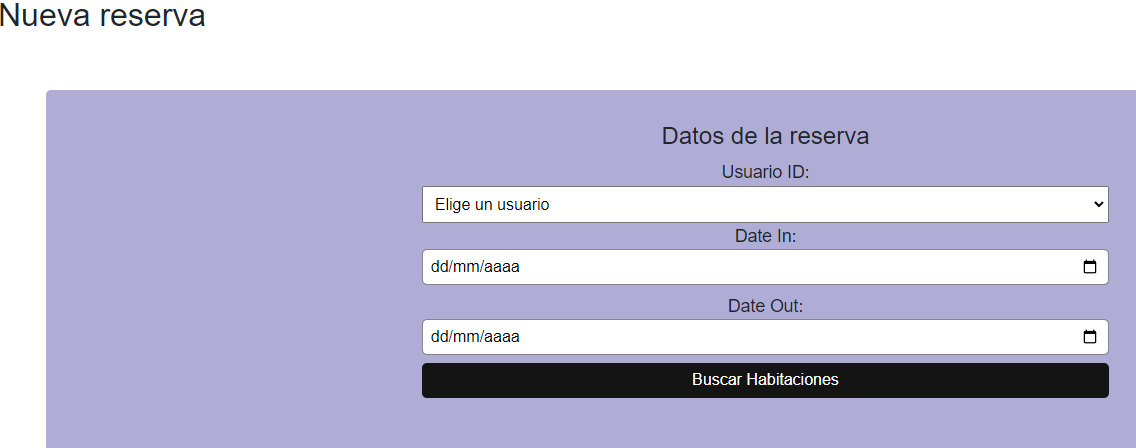 Nueva reserva
Datos de la reserva
Usuario ID:
Elige un usuario
Date In:
dd/mm/aaaa
Date Out:
dd/mm/aaaa
Buscar Habitaciones